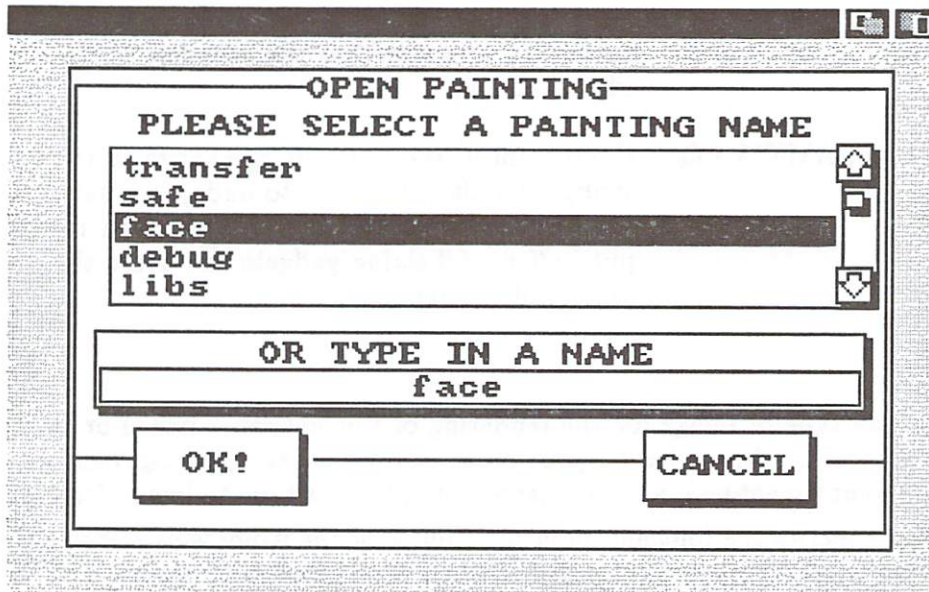 OPEN PAINTING
PLEASE SELECT A PAINTING NAME
transfer
safe
face
debug
libs
OR TYPE IN A NAME
face
OK!
CANCEL